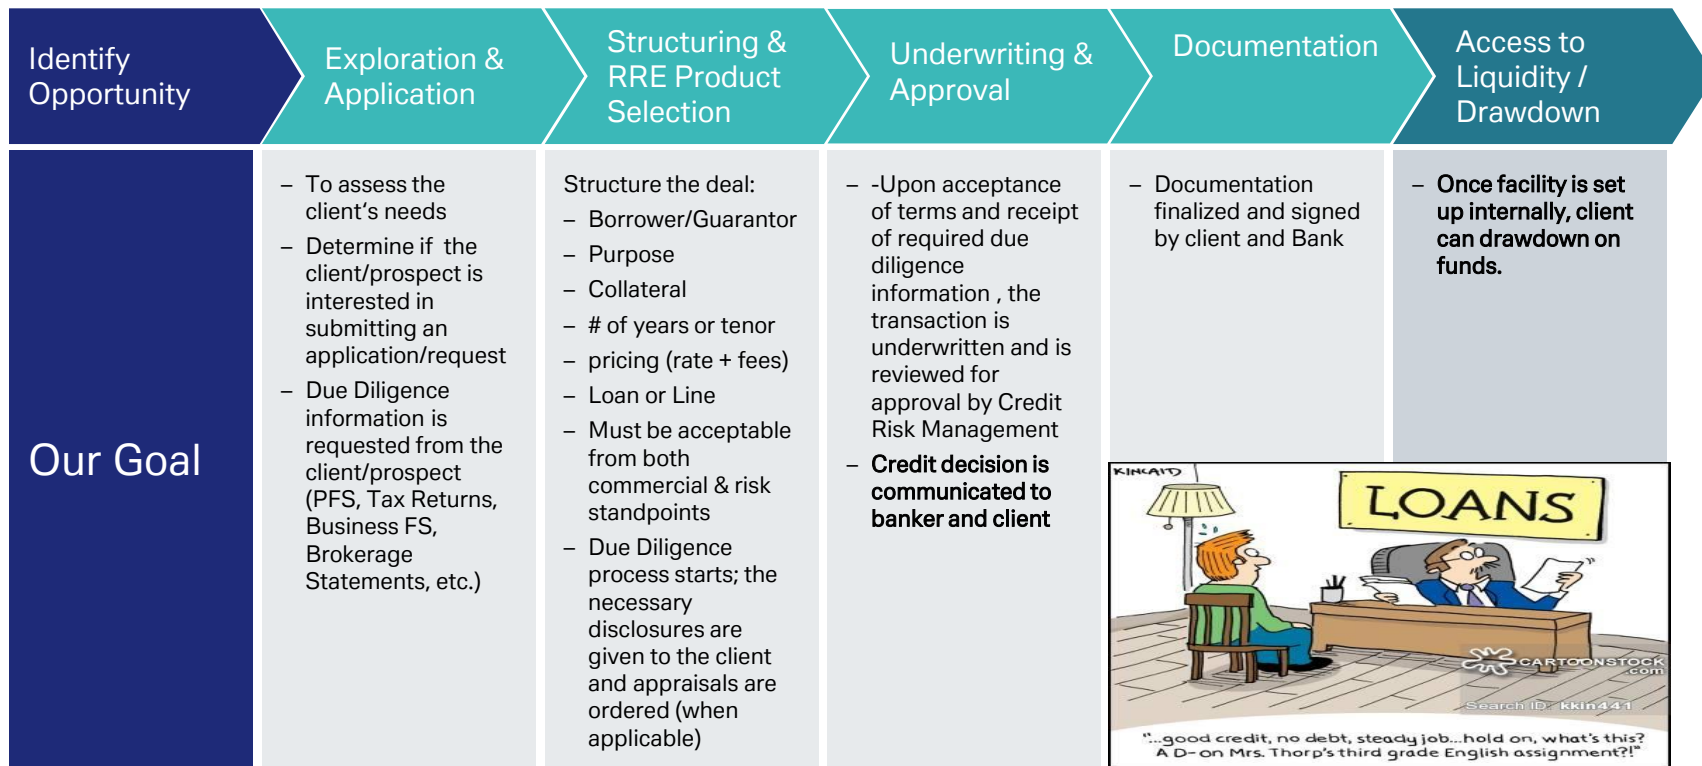 Identify
Opportunity
Exploration &
Application
Structuring &
RRE Product
Selection
Underwriting &
Approval
Documentation
Access to
Liquidity /
Drawdown
Our Goal
– To assess the
client's needs
– Determine if the
client/prospect is
interested in
submitting an
application/request
– Due Diligence
information is
requested from the
client/prospect
(PFS, Tax Returns,
Business FS,
Brokerage
Statements, etc.)
Structure the deal:
– Borrower/Guarantor
– Purpose
– Collateral
– # of years or tenor
– pricing (rate + fees)
– Loan or Line
– Must be acceptable
from both
commercial & risk
standpoints
– Due Diligence
process starts; the
necessary
disclosures are
given to the client
and appraisals are
ordered (when
applicable)
– -Upon acceptance
of terms and receipt
of required due
diligence
information , the
transaction is
underwritten and is
reviewed for
approval by Credit
Risk Management
– Credit decision is
communicated to
banker and client
– Documentation
finalized and signed
by client and Bank
– Once facility is set
up internally, client
can drawdown on
funds.
KINCAID
LOANS
CARTOONSTOCK
.com
Search ID: kkin441
"...good credit, no debt, steady job...hold on, what's this?
A D- on Mrs. Thorp's third grade English assignment?!"